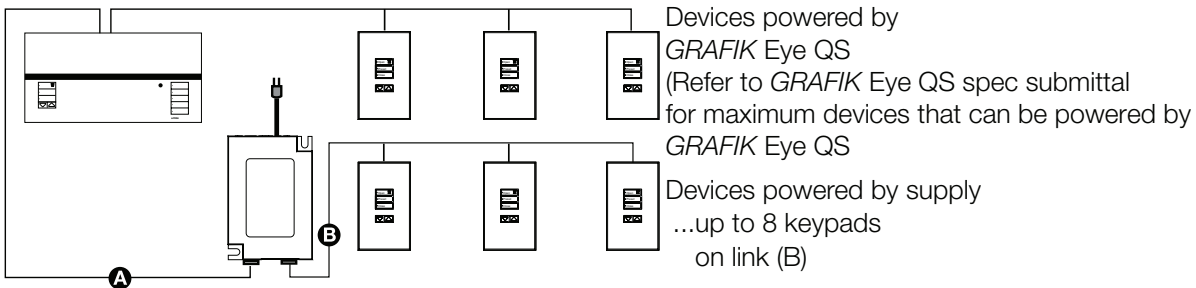 Devices powered by
GRAFIK Eye QS
(Refer to GRAFIK Eye QS spec submittal
for maximum devices that can be powered by
GRAFIK Eye QS
B
Devices powered by supply
...up to 8 keypads
on link (B)
A